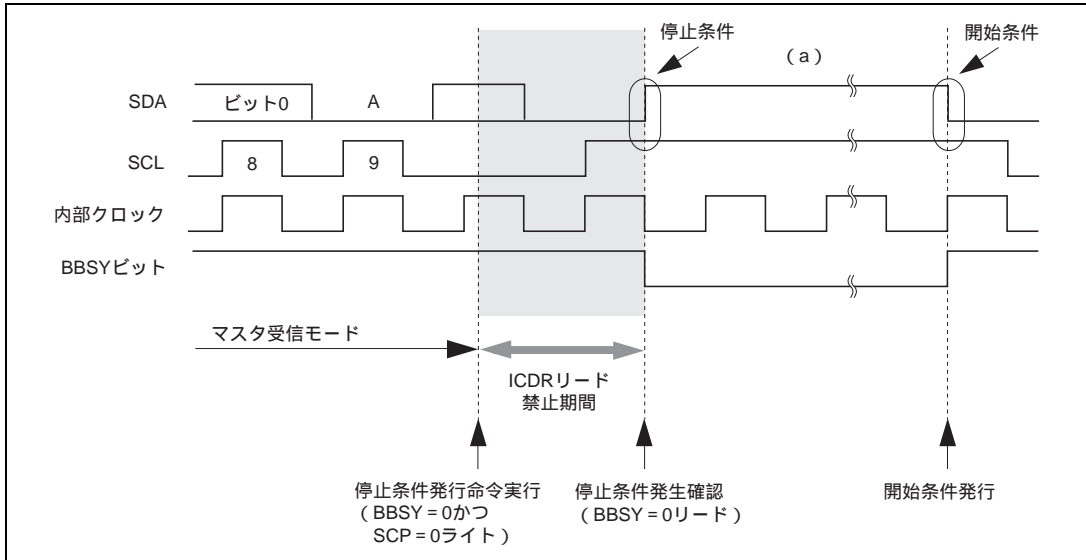 停止条件
開始条件
(a)
SDA
ビット0
A
SCL
8
9
内部クロック
BBSYビット
マスタ受信モード
ICDRリード
禁止期間
停止条件発行命令実行
(BBSY = 0かつ
SCP = 0ライト)
停止条件発生確認
(BBSY = 0リード)
開始条件発行